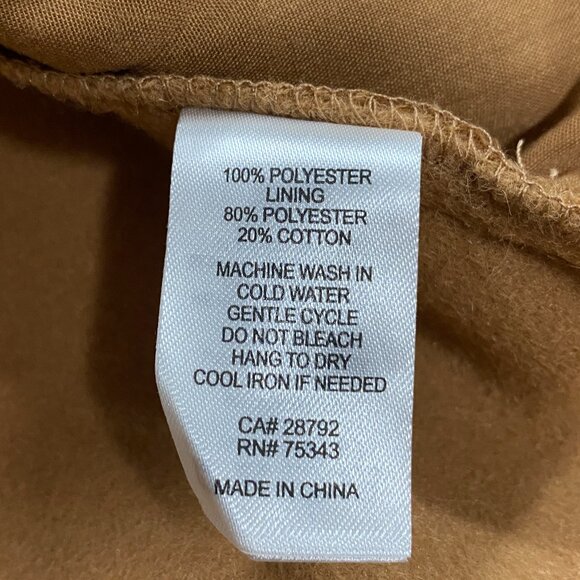 100% POLYESTER
LINING
80% POLYESTER
20% COTTON
MACHINE WASH IN
COLD WATER
GENTLE CYCLE
DO NOT BLEACH
HANG TO DRY
COOL IRON IF NEEDED
CA# 28792
RN# 75343
MADE IN CHINA